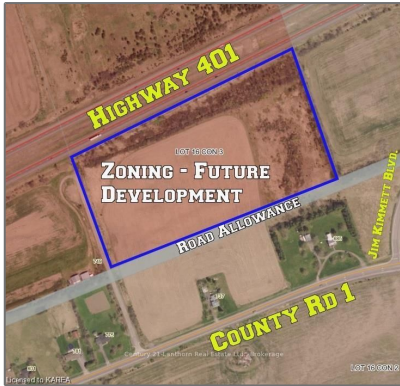 HIGHWAY 401
LOT 16 CON 3
ZONING - FUTURE
DEVELOPMENT
ROAD ALLOWANCE
JIM KIMMETT BLVD.
COUNTY RD 1
Century 21 Lanthorn Real Estate Ltd., Brokerage
Licensed to KAREA
LOT 16 CON 2